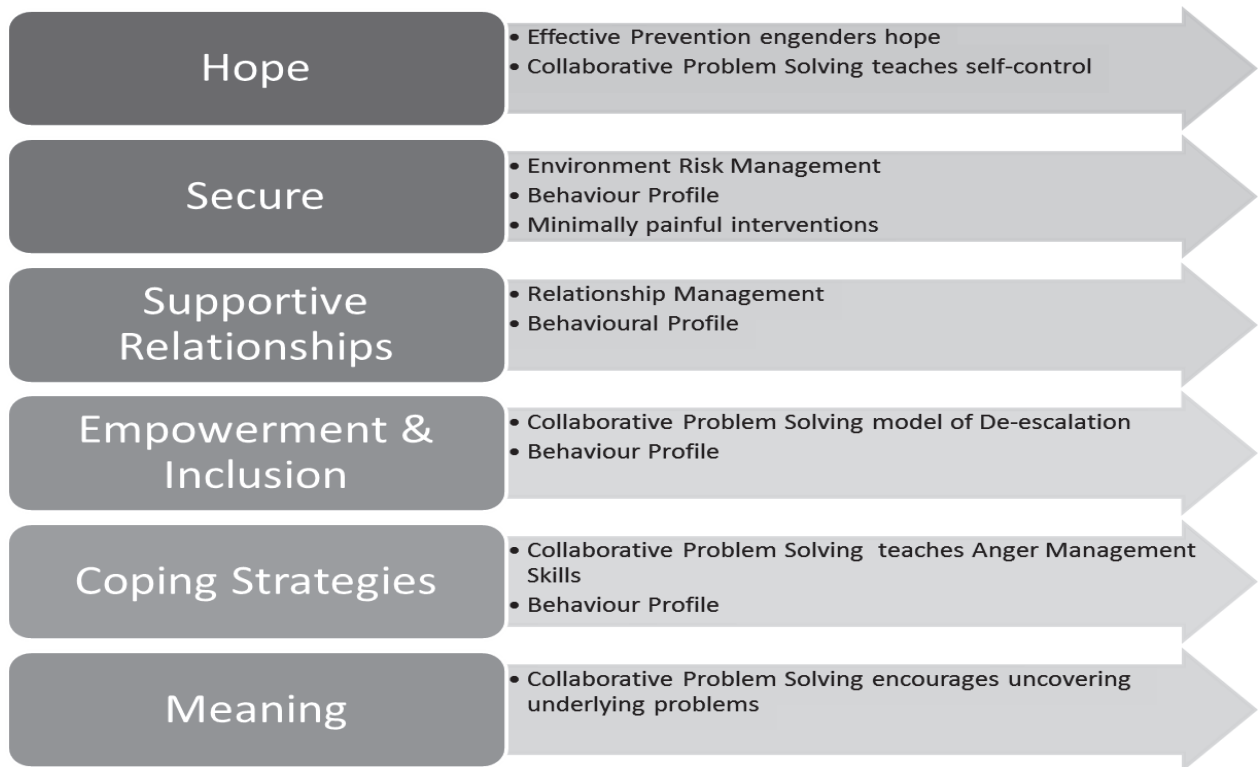 Hope
• Effective Prevention engenders hope
• Collaborative Problem Solving teaches self-control
Secure
• Environment Risk Management
• Behaviour Profile
• Minimally painful interventions
Supportive
Relationships
• Relationship Management
• Behavioural Profile
Empowerment &
Inclusion
• Collaborative Problem Solving model of De-escalation
• Behaviour Profile
Coping Strategies
• Collaborative Problem Solving  teaches Anger Management
Skills
• Behaviour Profile
Meaning
• Collaborative Problem Solving encourages uncovering
underlying problems